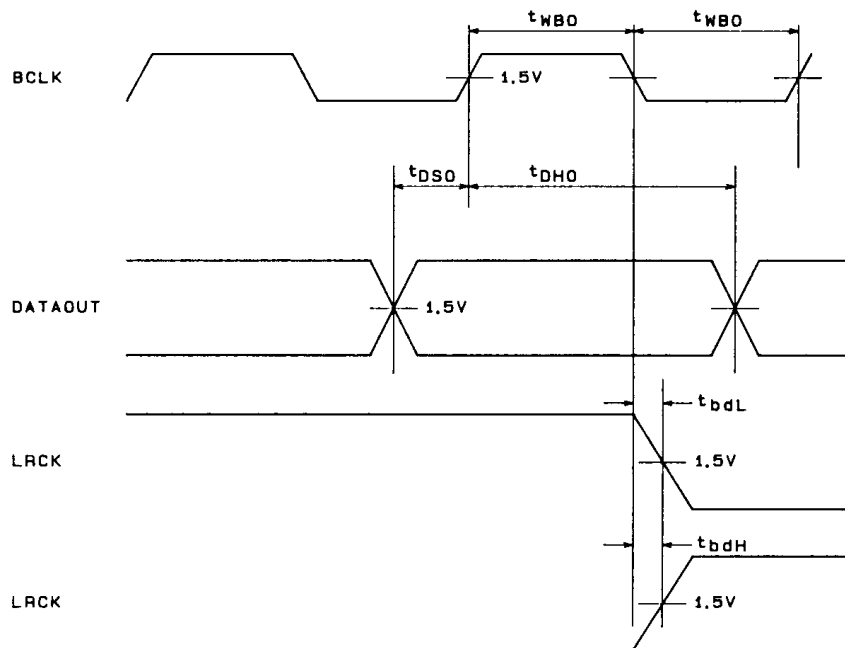 tWBO tWBO
BCLK 1.5V
tDSO tDHO
DATAOUT 1.5V
tbdL
LRCK 1.5V
tbdH
LRCK 1.5V